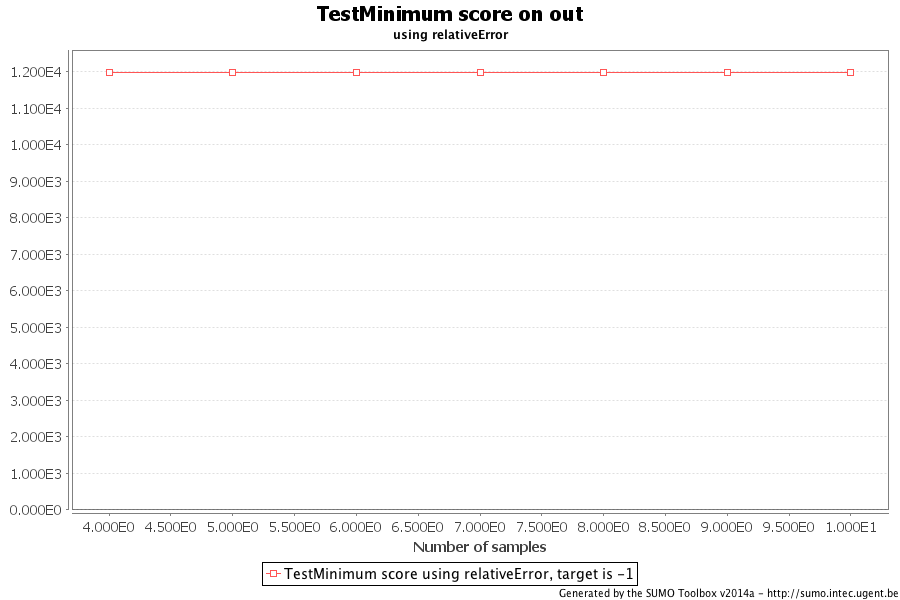 TestMinimum score on out
using relativeError
1.200E4
1.100E4
1.000E4
9.000E3
8.000E3
7.000E3
6.000E3
5.000E3
4.000E3
3.000E3
2.000E3
1.000E3
0.000E0
4.000E0 4.500E0 5.000E0 5.500E0 6.000E0 6.500E0 7.000E0 7.500E0 8.000E0 8.500E0 9.000E0 9.500E0 1.000E1
Number of samples
TestMinimum score using relativeError, target is -1
Generated by the SUMO Toolbox v2014a - http://sumo.intec.ugent.be